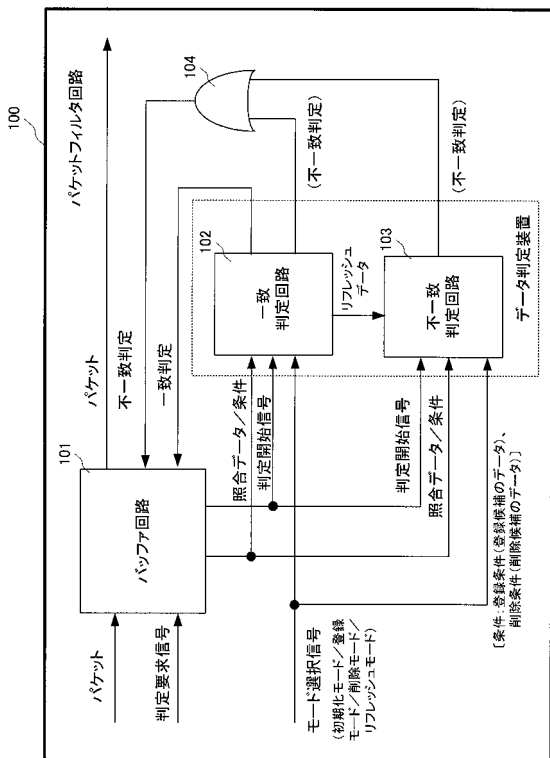 100
パケットフィルタ回路
パケット
判定要求信号
101
バッファ回路
パケット
不一致判定
一致判定
104
照合データ/条件
判定開始信号
102
一致
判定回路
(不一致判定)
リフレッシュ
データ
モード選択信号
(初期化モード/登録
モード/削除モード/
リフレッシュモード)
判定開始信号
照合データ/条件
103
不一致
判定回路
(不一致判定)
データ判定装置
[条件:登録条件(登録候補のデータ)、
削除条件(削除候補のデータ)]